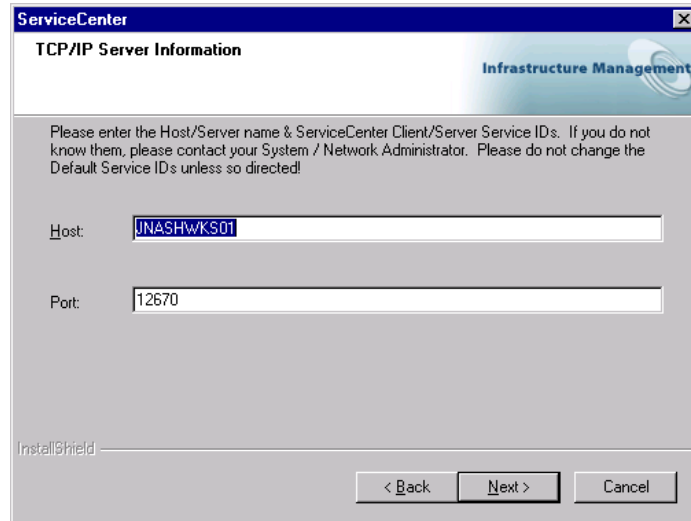 ServiceCenter
TCP/IP Server Information
Infrastructure Management
Please enter the Host/Server name & ServiceCenter Client/Server Service IDs. If you do not
know them, please contact your System / Network Administrator. Please do not change the
Default Service IDs unless so directed!
Host: JNASHWKS01
Port: 12670
InstallShield
< Back Next > Cancel